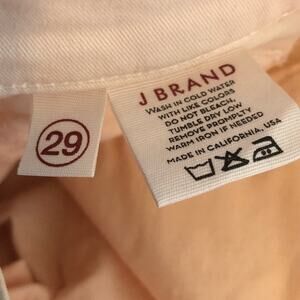 29
J BRAND
WASH IN COLD WATER
WITH LIKE COLORS
DO NOT BLEACH,
TUMBLE DRY LOW
REMOVE PROMPTLY
WARM IRON IF NEEDED
MADE IN CALIFORNIA, USA